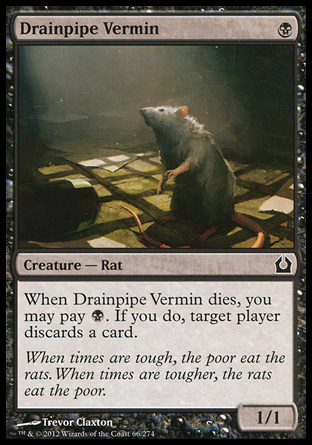 Drainpipe Vermin
Creature — Rat
When Drainpipe Vermin dies, you
may pay . If you do, target player
discards a card.
When times are tough, the poor eat the
rats. When times are tougher, the rats
eat the poor.
Trevor Claxton
™ & © 2012 Wizards of the Coast 66/274
1/1